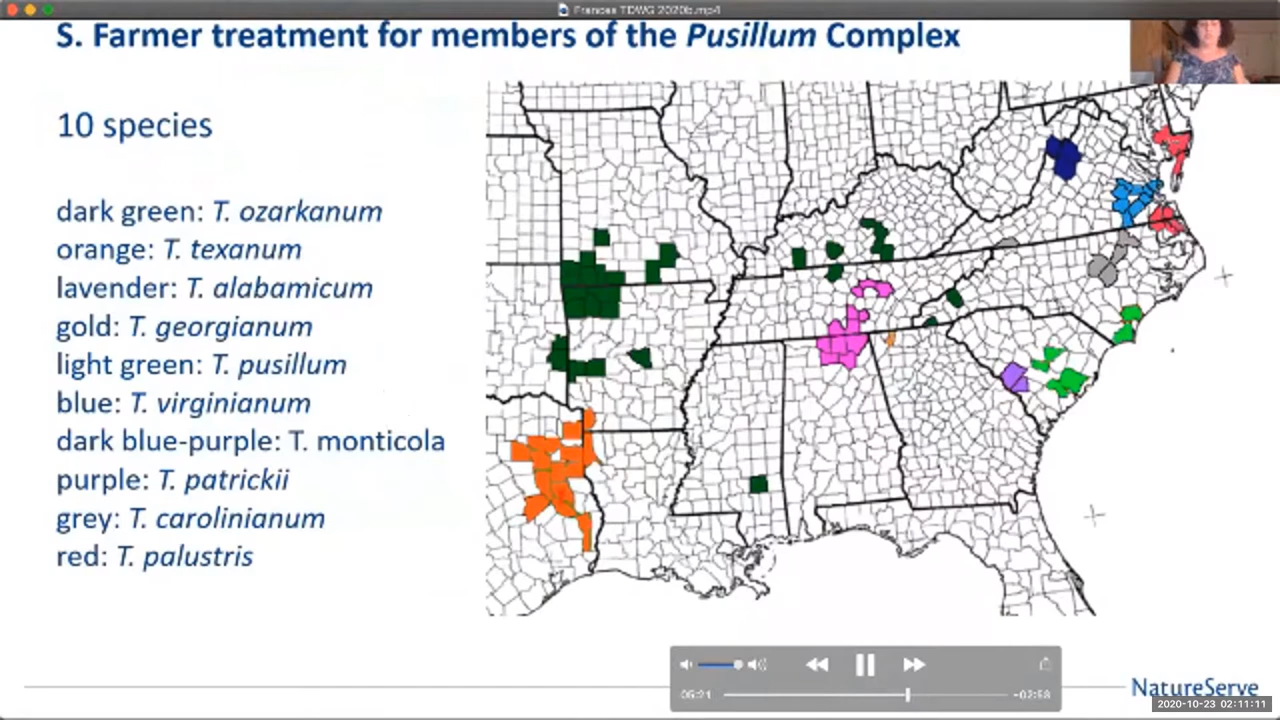 Frances TDWG 2020b.mp4
S. Farmer treatment for members of the Pusillum Complex
10 species
dark green: T. ozarkanum
orange: T. texanum
lavender: T. alabamicum
gold: T. georgianum
light green: T. pusillum
blue: T. virginianum
dark blue-purple: T. monticola
purple: T. patrickii
grey: T. carolinianum
red: T. palustris
05:21
-02:58
NatureServe
2020-10-23 02:11:11